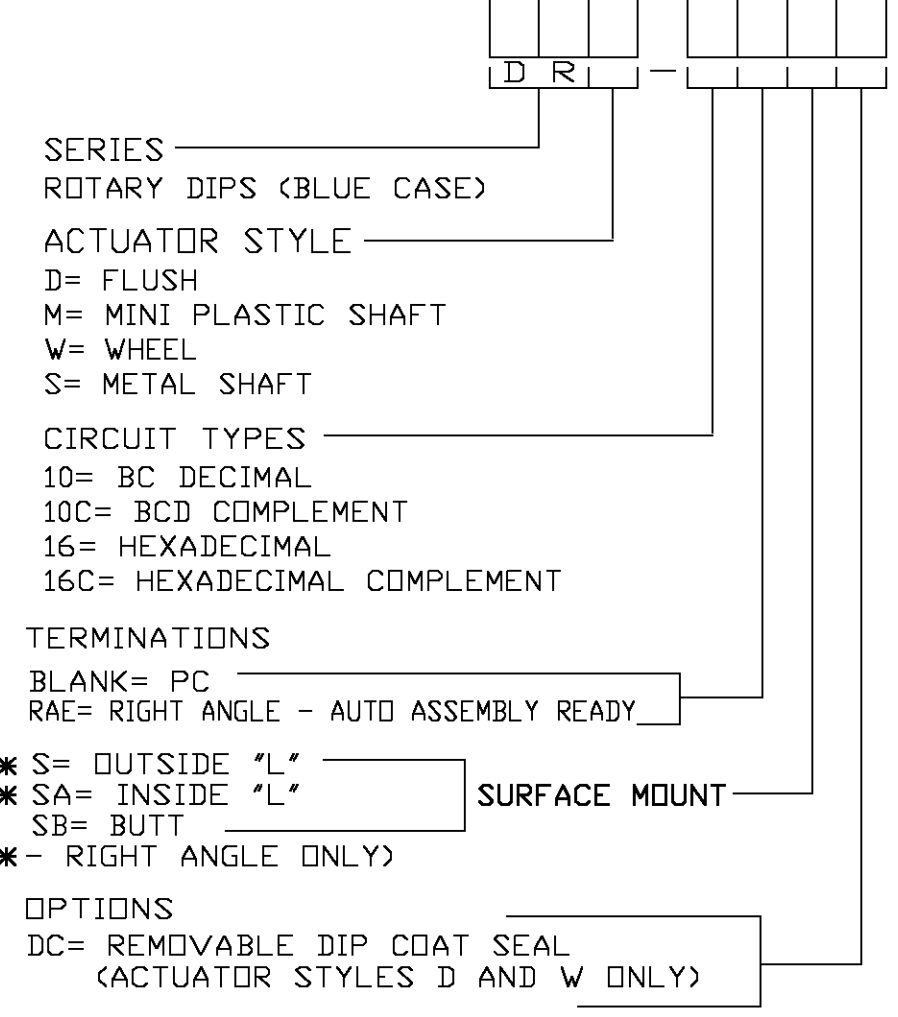 DR -
SERIES
ROTARY DIPS (BLUE CASE)
ACTUATOR STYLE
D= FLUSH
M= MINI PLASTIC SHAFT
W= WHEEL
S= METAL SHAFT
CIRCUIT TYPES
10= BC DECIMAL
10C= BCD COMPLEMENT
16= HEXADECIMAL
16C= HEXADECIMAL COMPLEMENT
TERMINATIONS
BLANK= PC
RAE= RIGHT ANGLE - AUTO ASSEMBLY READY
* S= OUTSIDE "L"
* SA= INSIDE "L"
SURFACE MOUNT
SB= BUTT
*- RIGHT ANGLE ONLY)
OPTIONS
DC= REMOVABLE DIP COAT SEAL
(ACTUATOR STYLES D AND W ONLY)